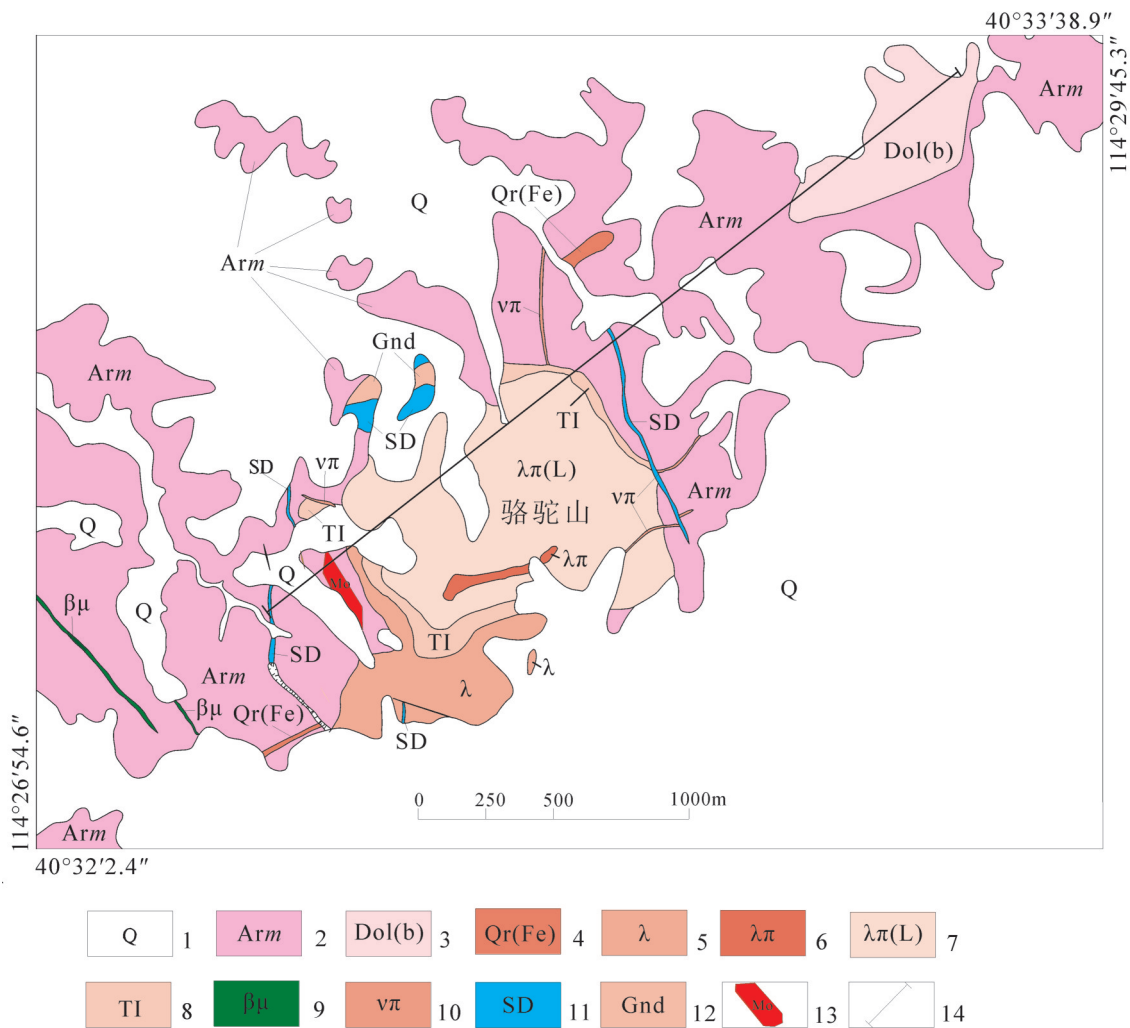 40°33′38.9″
114°29′45.3″
Arm
Dol(b)
Qr(Fe)
Q
Arm
Arm
νπ
Gnd
Arm
TI
SD
SD
λπ(L)
νπ
SD
骆驼山
νπ
Arm
Q
TI
λπ
Q
Mo
Q
βμ
Q
TI
SD
λ
Arm
λ
βμ
Qr(Fe)
SD
0 250 500 1000m
114°26′54.6″
Arm
40°32′2.4″
Q 1 Arm 2 Dol(b) 3 Qr(Fe) 4 λ 5 λπ 6 λπ(L) 7
TI 8 βμ 9 νπ 10 SD 11 Gnd 12 Mo 13 14